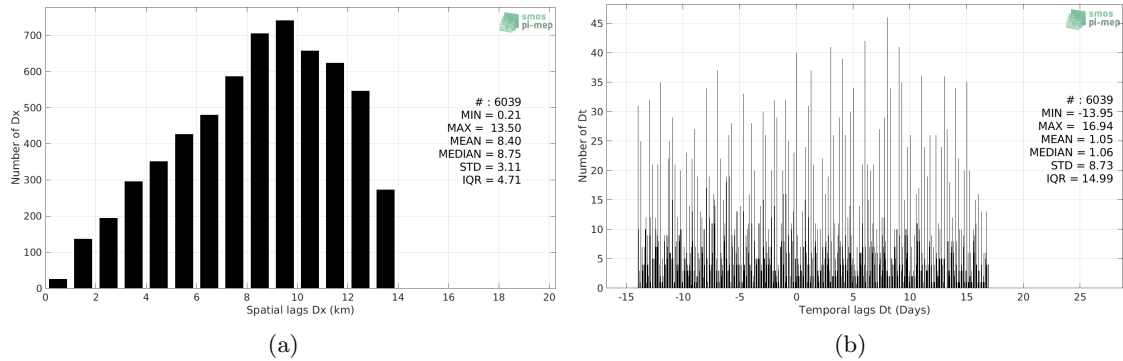 smos
pi-mep
700
600
500
400
300
200
100
0
Number of Dx
# : 6039
MIN = 0.21
MAX = 13.50
MEAN = 8.40
MEDIAN = 8.75
STD = 3.11
IQR = 4.71
0 2 4 6 8 10 12 14 16 18 20
Spatial lags Dx (km)
(a)
smos
pi-mep
45
40
35
30
25
20
15
10
5
0
Number of Dt
# : 6039
MIN = -13.95
MAX = 16.94
MEAN = 1.05
MEDIAN = 1.06
STD = 8.73
IQR = 14.99
-15 -10 -5 0 5 10 15 20 25
Temporal lags Dt (Days)
(b)